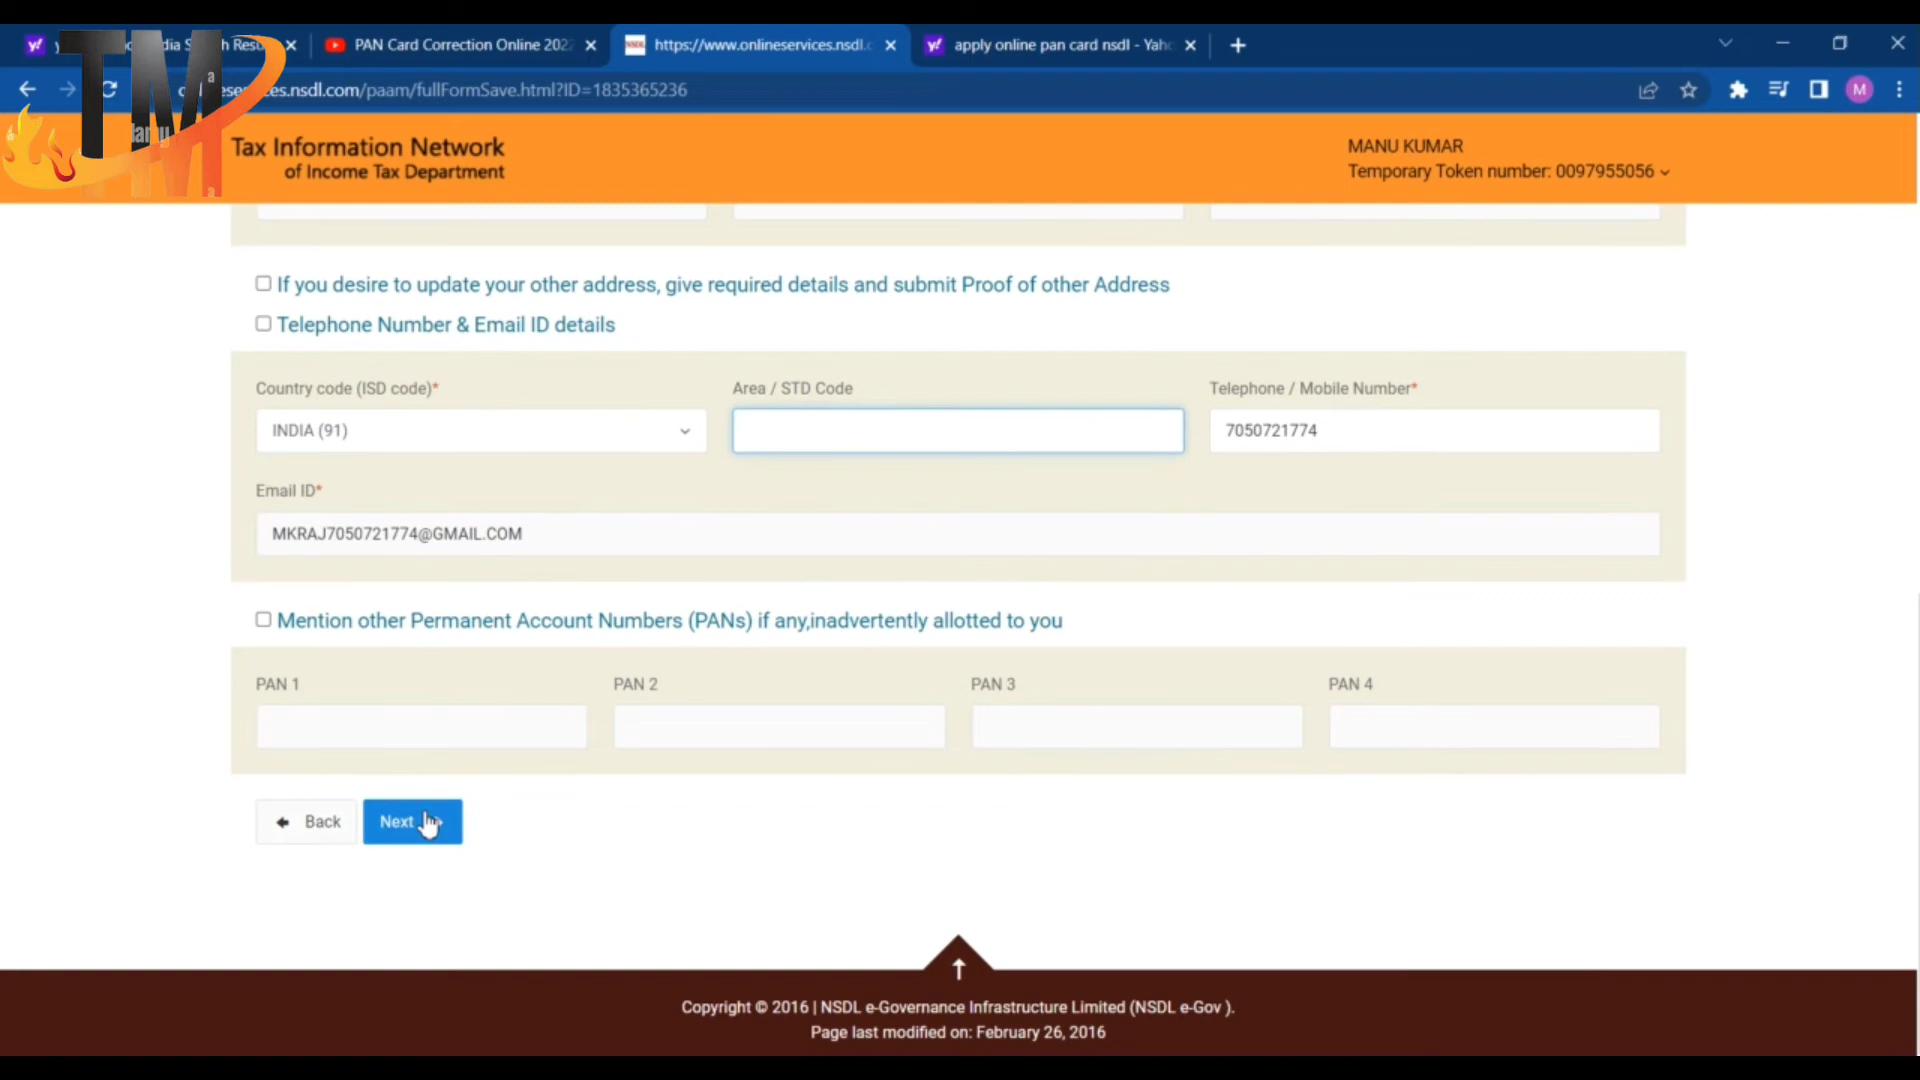 PAN Card Correction Online 202
https://www.onlineservices.nsdl.c
apply online pan card nsdl - Yah
.nsdl.com/paam/fullFormSave.html?ID=1835365236
M
TM
Tax Information Network
of Income Tax Department
MANU KUMAR
Temporary Token number: 0097955056
If you desire to update your other address, give required details and submit Proof of other Address
Telephone Number & Email ID details
Country code (ISD code)*
Area / STD Code
Telephone / Mobile Number*
INDIA (91)
7050721774
Email ID*
MKRAJ7050721774@GMAIL.COM
Mention other Permanent Account Numbers (PANs) if any,inadvertently allotted to you
PAN 1
PAN 2
PAN 3
PAN 4
Back
Next
Copyright © 2016 | NSDL e-Governance Infrastructure Limited (NSDL e-Gov ).
Page last modified on: February 26, 2016